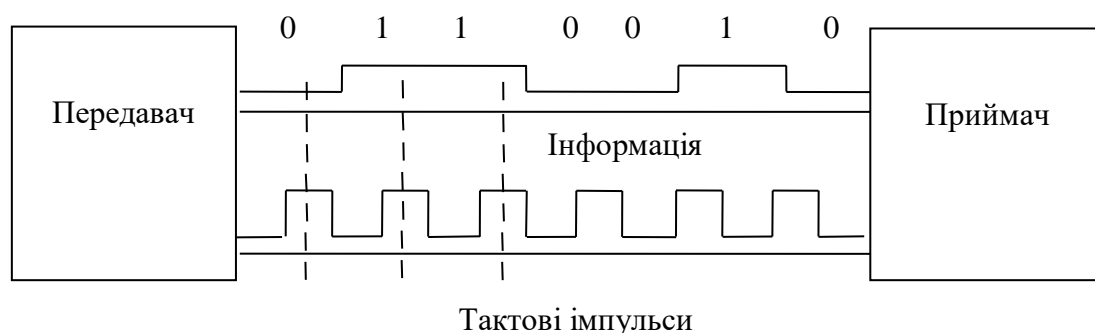 0 1 1 0 0 1 0
Передавач
Приймач
Інформація
Тактові імпульси